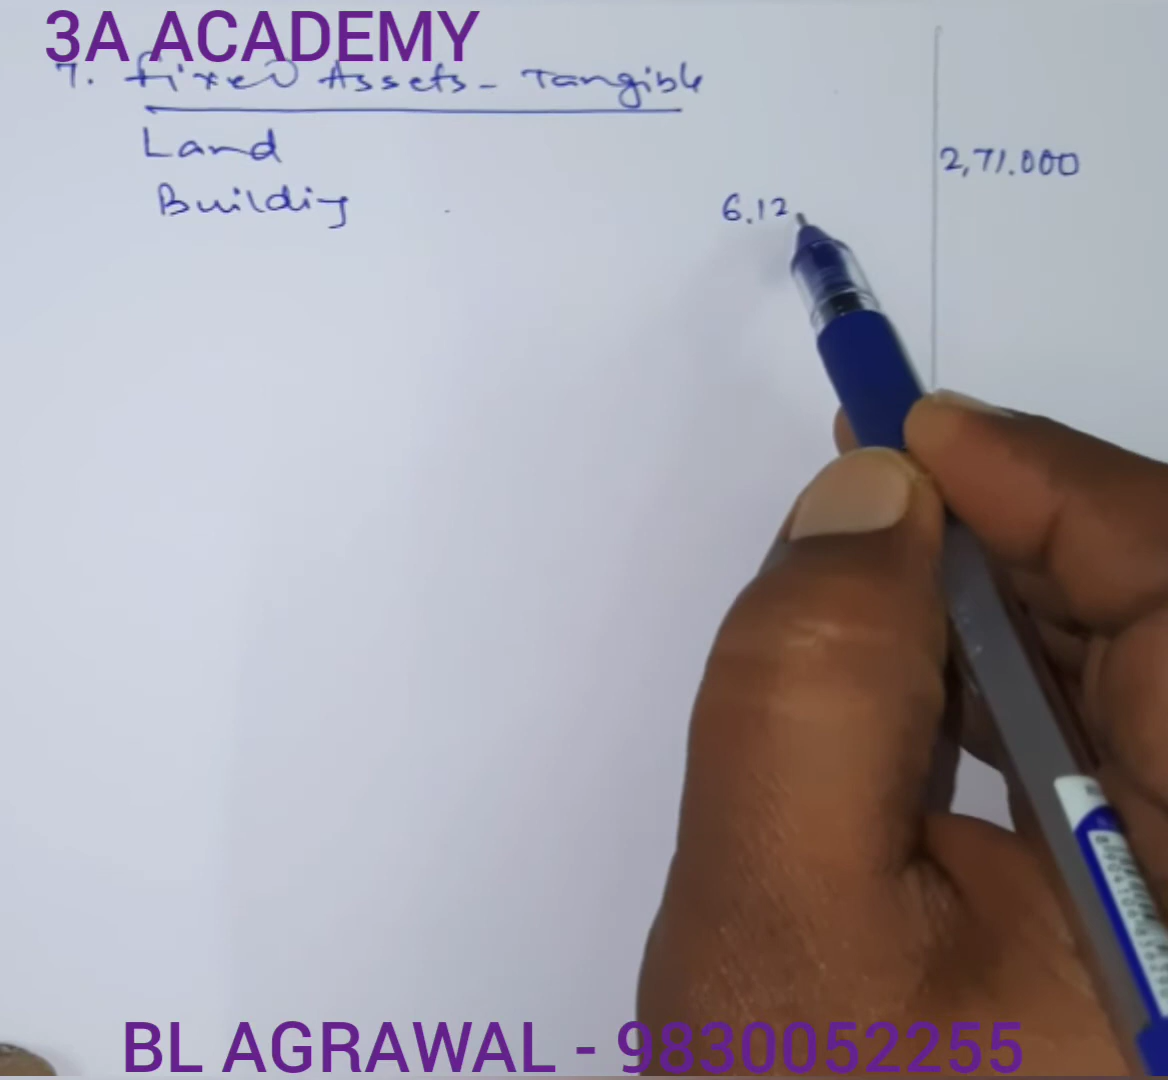 3A ACADEMY
7. Fixed Assets - Tangible
Land 2,71.000
Building 6.12
BL AGRAWAL - 9830052255